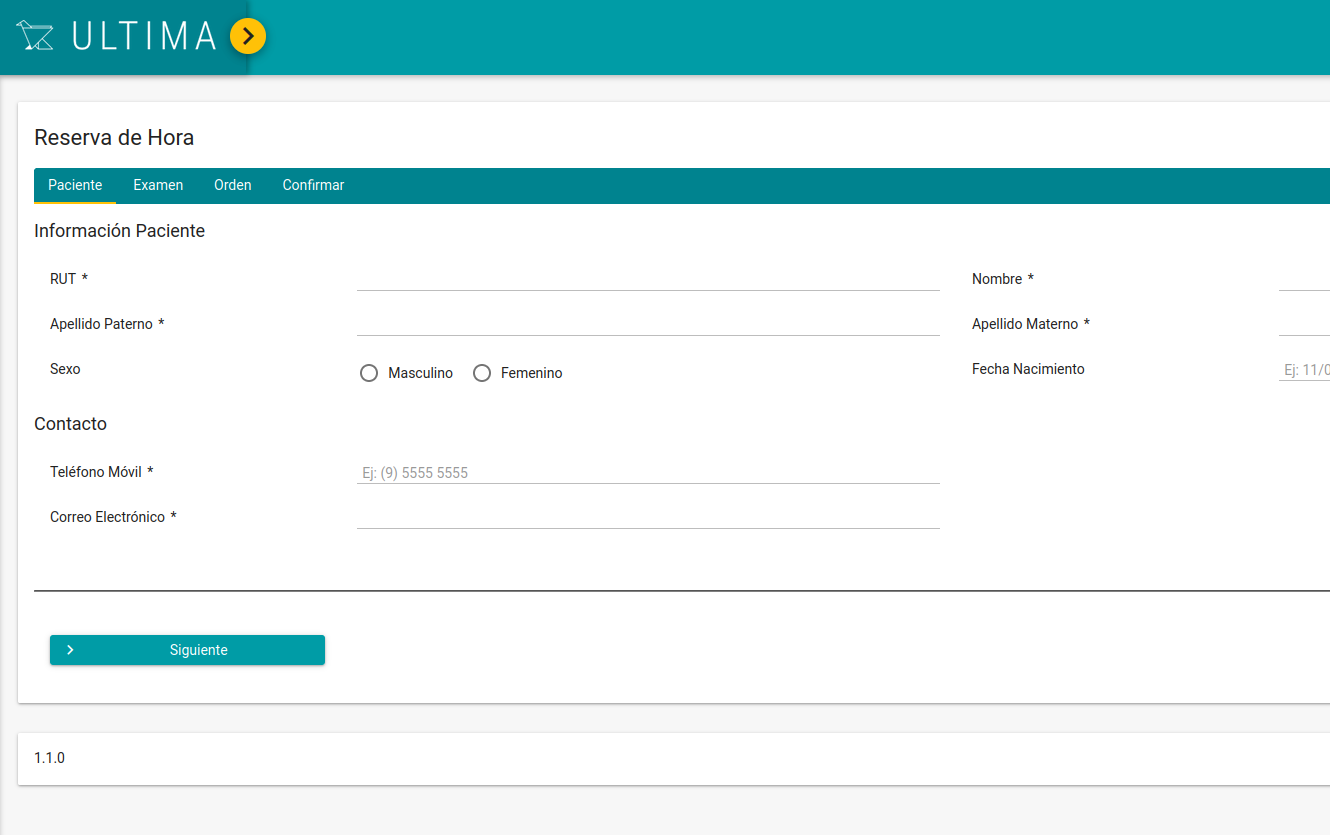 ULTIMA
Reserva de Hora
Paciente Examen Orden Confirmar
Información Paciente
RUT * Nombre *
Apellido Paterno * Apellido Materno *
Sexo Masculino Femenino Fecha Nacimiento Ej: 11/0
Contacto
Teléfono Móvil * Ej: (9) 5555 5555
Correo Electrónico *
Siguiente
1.1.0